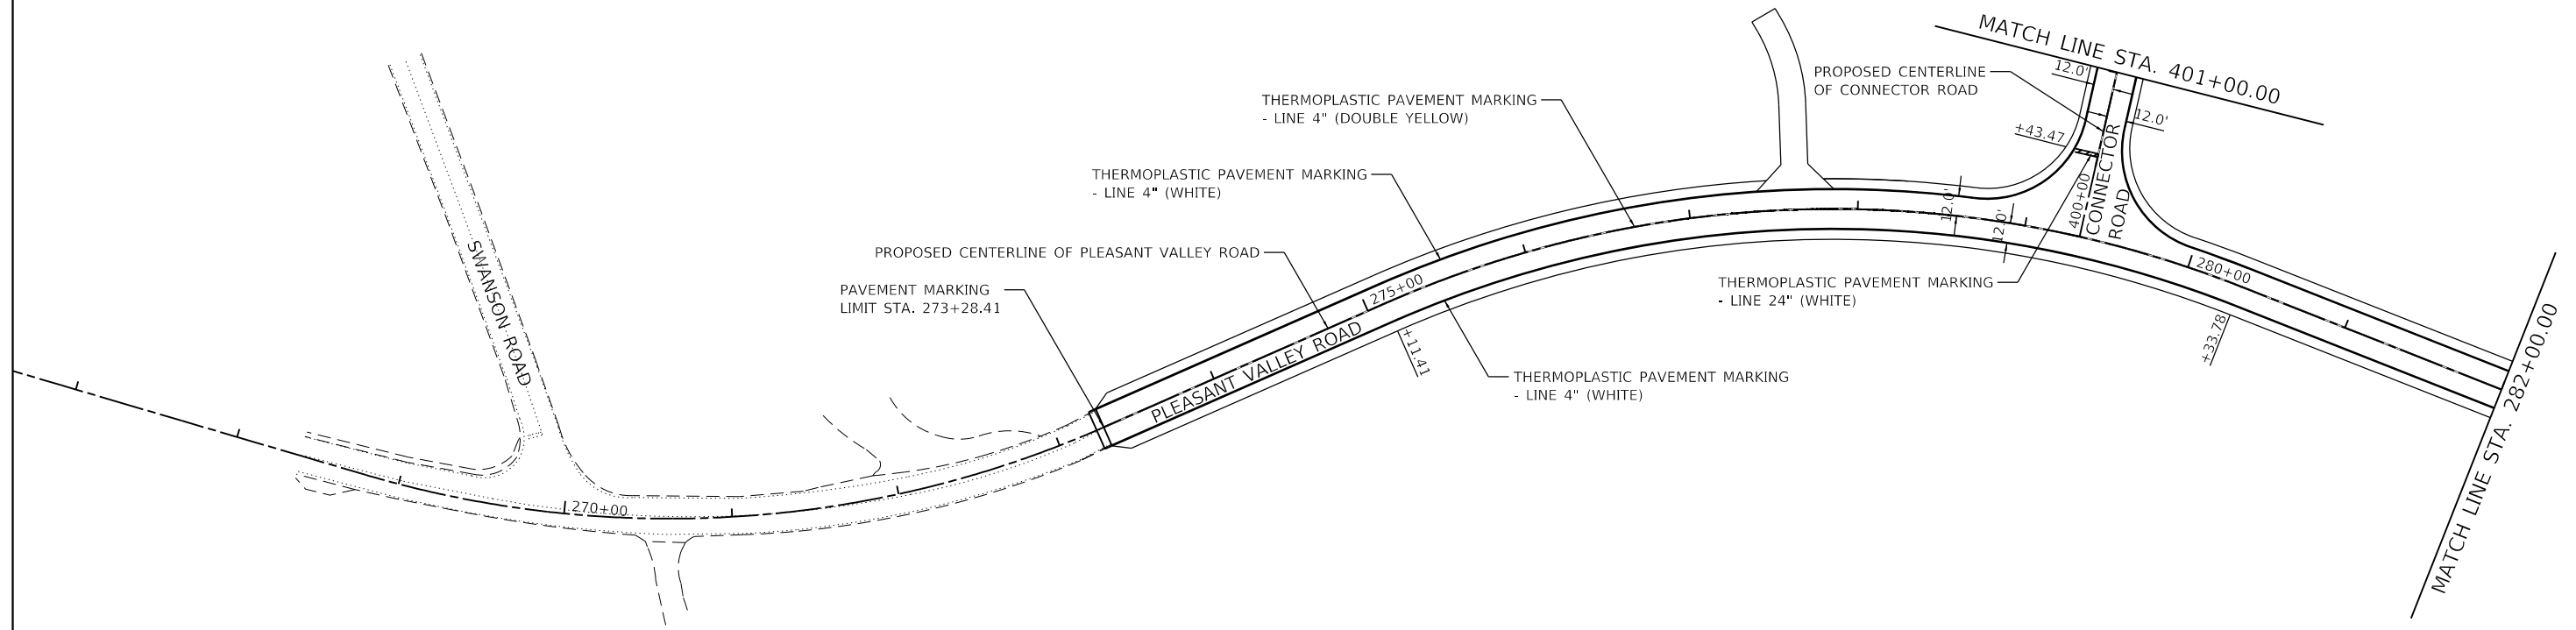 MATCH LINE STA. 401+00.00
12.0'
PROPOSED CENTERLINE
OF CONNECTOR ROAD
12.0'
+43.47
THERMOPLASTIC PAVEMENT MARKING
- LINE 4" (DOUBLE YELLOW)
THERMOPLASTIC PAVEMENT MARKING
- LINE 4" (WHITE)
CONNECTOR
ROAD
400+00
12.0'
12.0'
PROPOSED CENTERLINE OF PLEASANT VALLEY ROAD
PAVEMENT MARKING
LIMIT STA. 273+28.41
275+00
280+00
THERMOPLASTIC PAVEMENT MARKING
- LINE 24" (WHITE)
SWANSON ROAD
PLEASANT VALLEY ROAD
+11.41
+33.78
THERMOPLASTIC PAVEMENT MARKING
- LINE 4" (WHITE)
MATCH LINE STA. 282+00.00
270+00